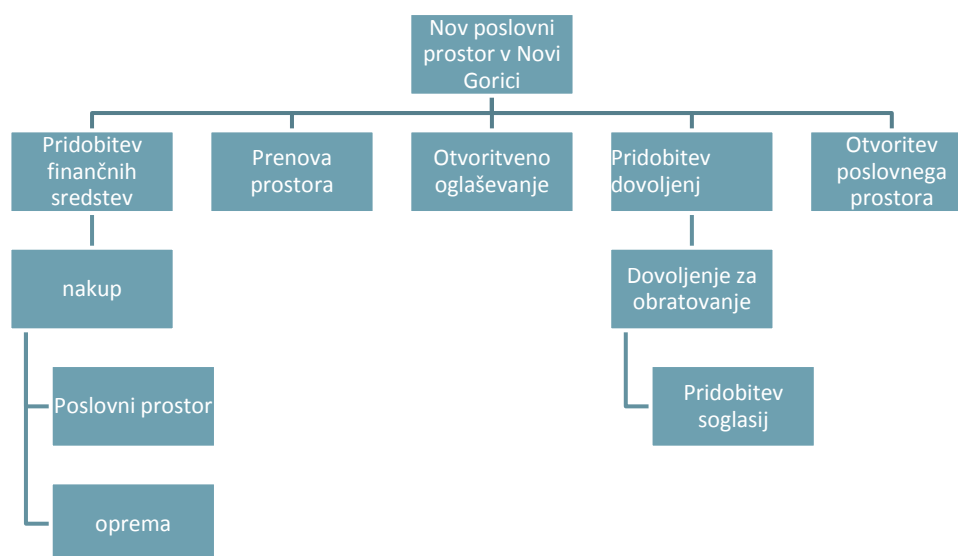 Nov poslovni
prostor v Novi
Gorici
Pridobitev
finančnih
sredstev
Prenova
prostora
Otvoritveno
oglaševanje
Pridobitev
dovoljenj
Otvoritev
poslovnega
prostora
nakup
Dovoljenje za
obratovanje
Poslovni prostor
Pridobitev
soglasij
oprema